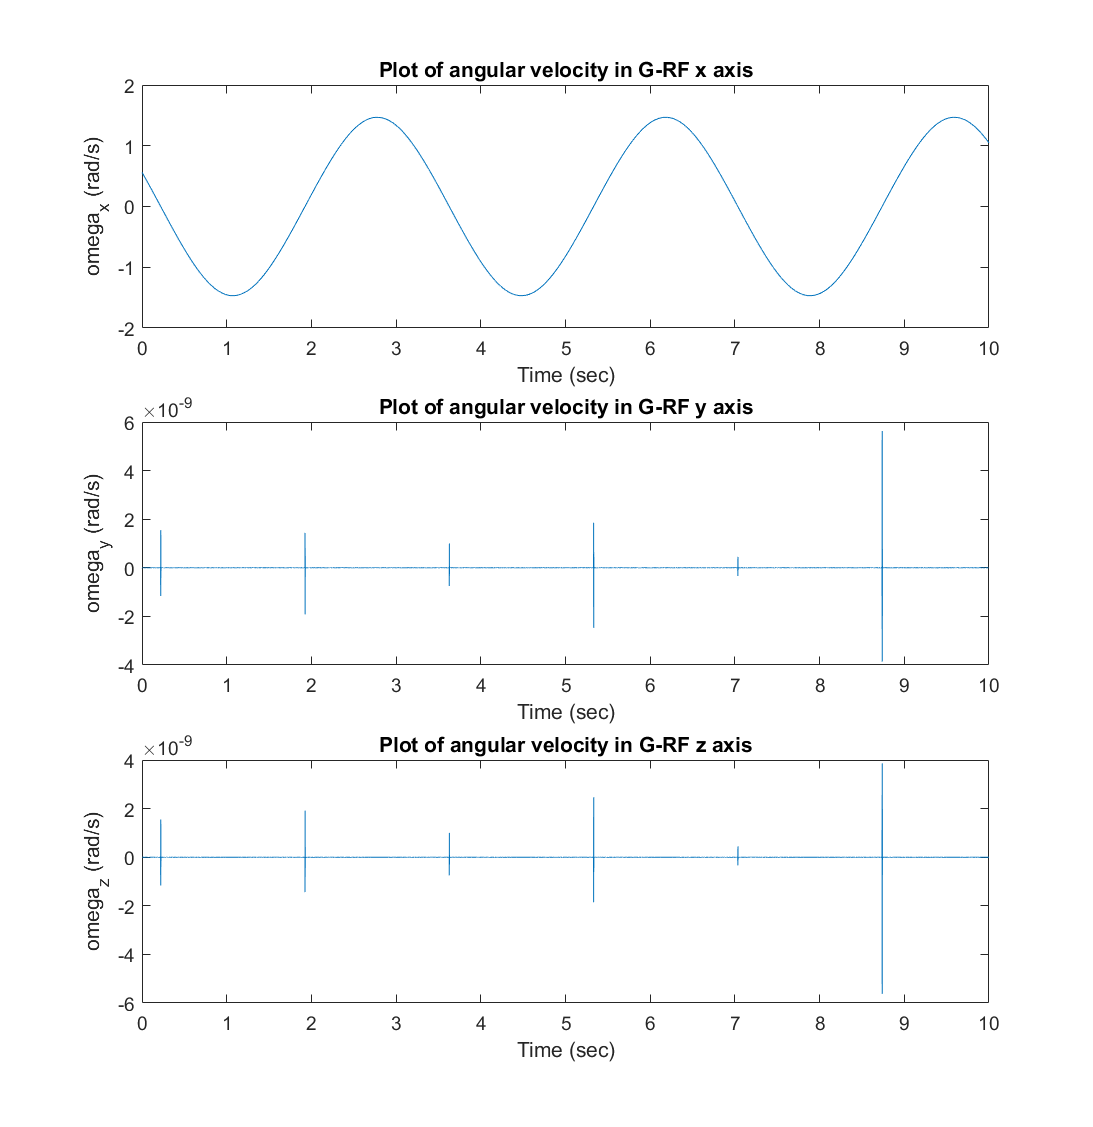 Plot of angular velocity in G-RF x axis
2
1
0
-1
-2
omega_x (rad/s)
0 1 2 3 4 5 6 7 8 9 10
Time (sec)
×10^-9
Plot of angular velocity in G-RF y axis
6
4
2
0
-2
-4
omega_y (rad/s)
0 1 2 3 4 5 6 7 8 9 10
Time (sec)
×10^-9
Plot of angular velocity in G-RF z axis
4
2
0
-2
-4
-6
omega_z (rad/s)
0 1 2 3 4 5 6 7 8 9 10
Time (sec)